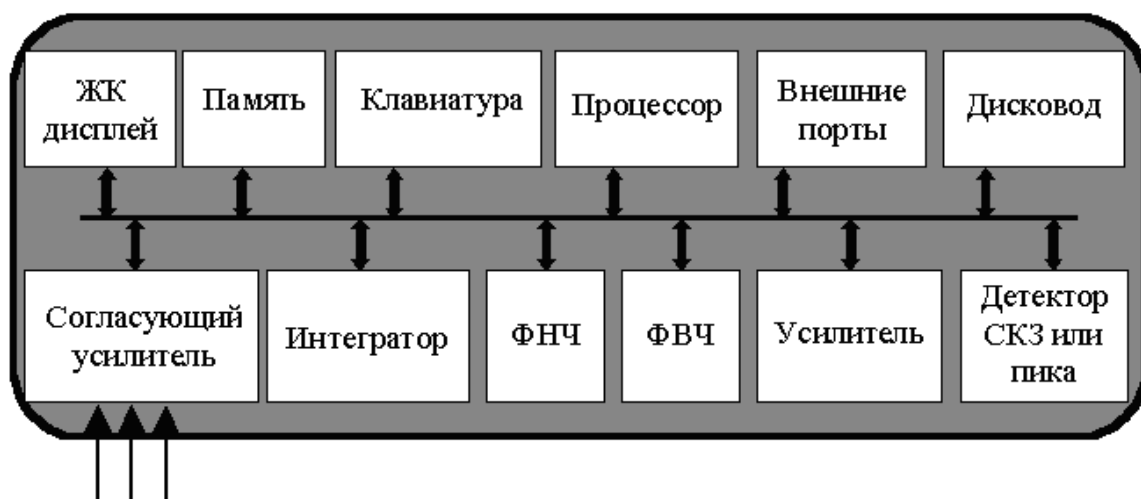 ЖК
дисплей
Память
Клавиатура
Процессор
Внешние
порты
Дисковод
Согласующий
усилитель
Интегратор
ФНЧ
ФВЧ
Усилитель
Детектор
СКЗ или
пика